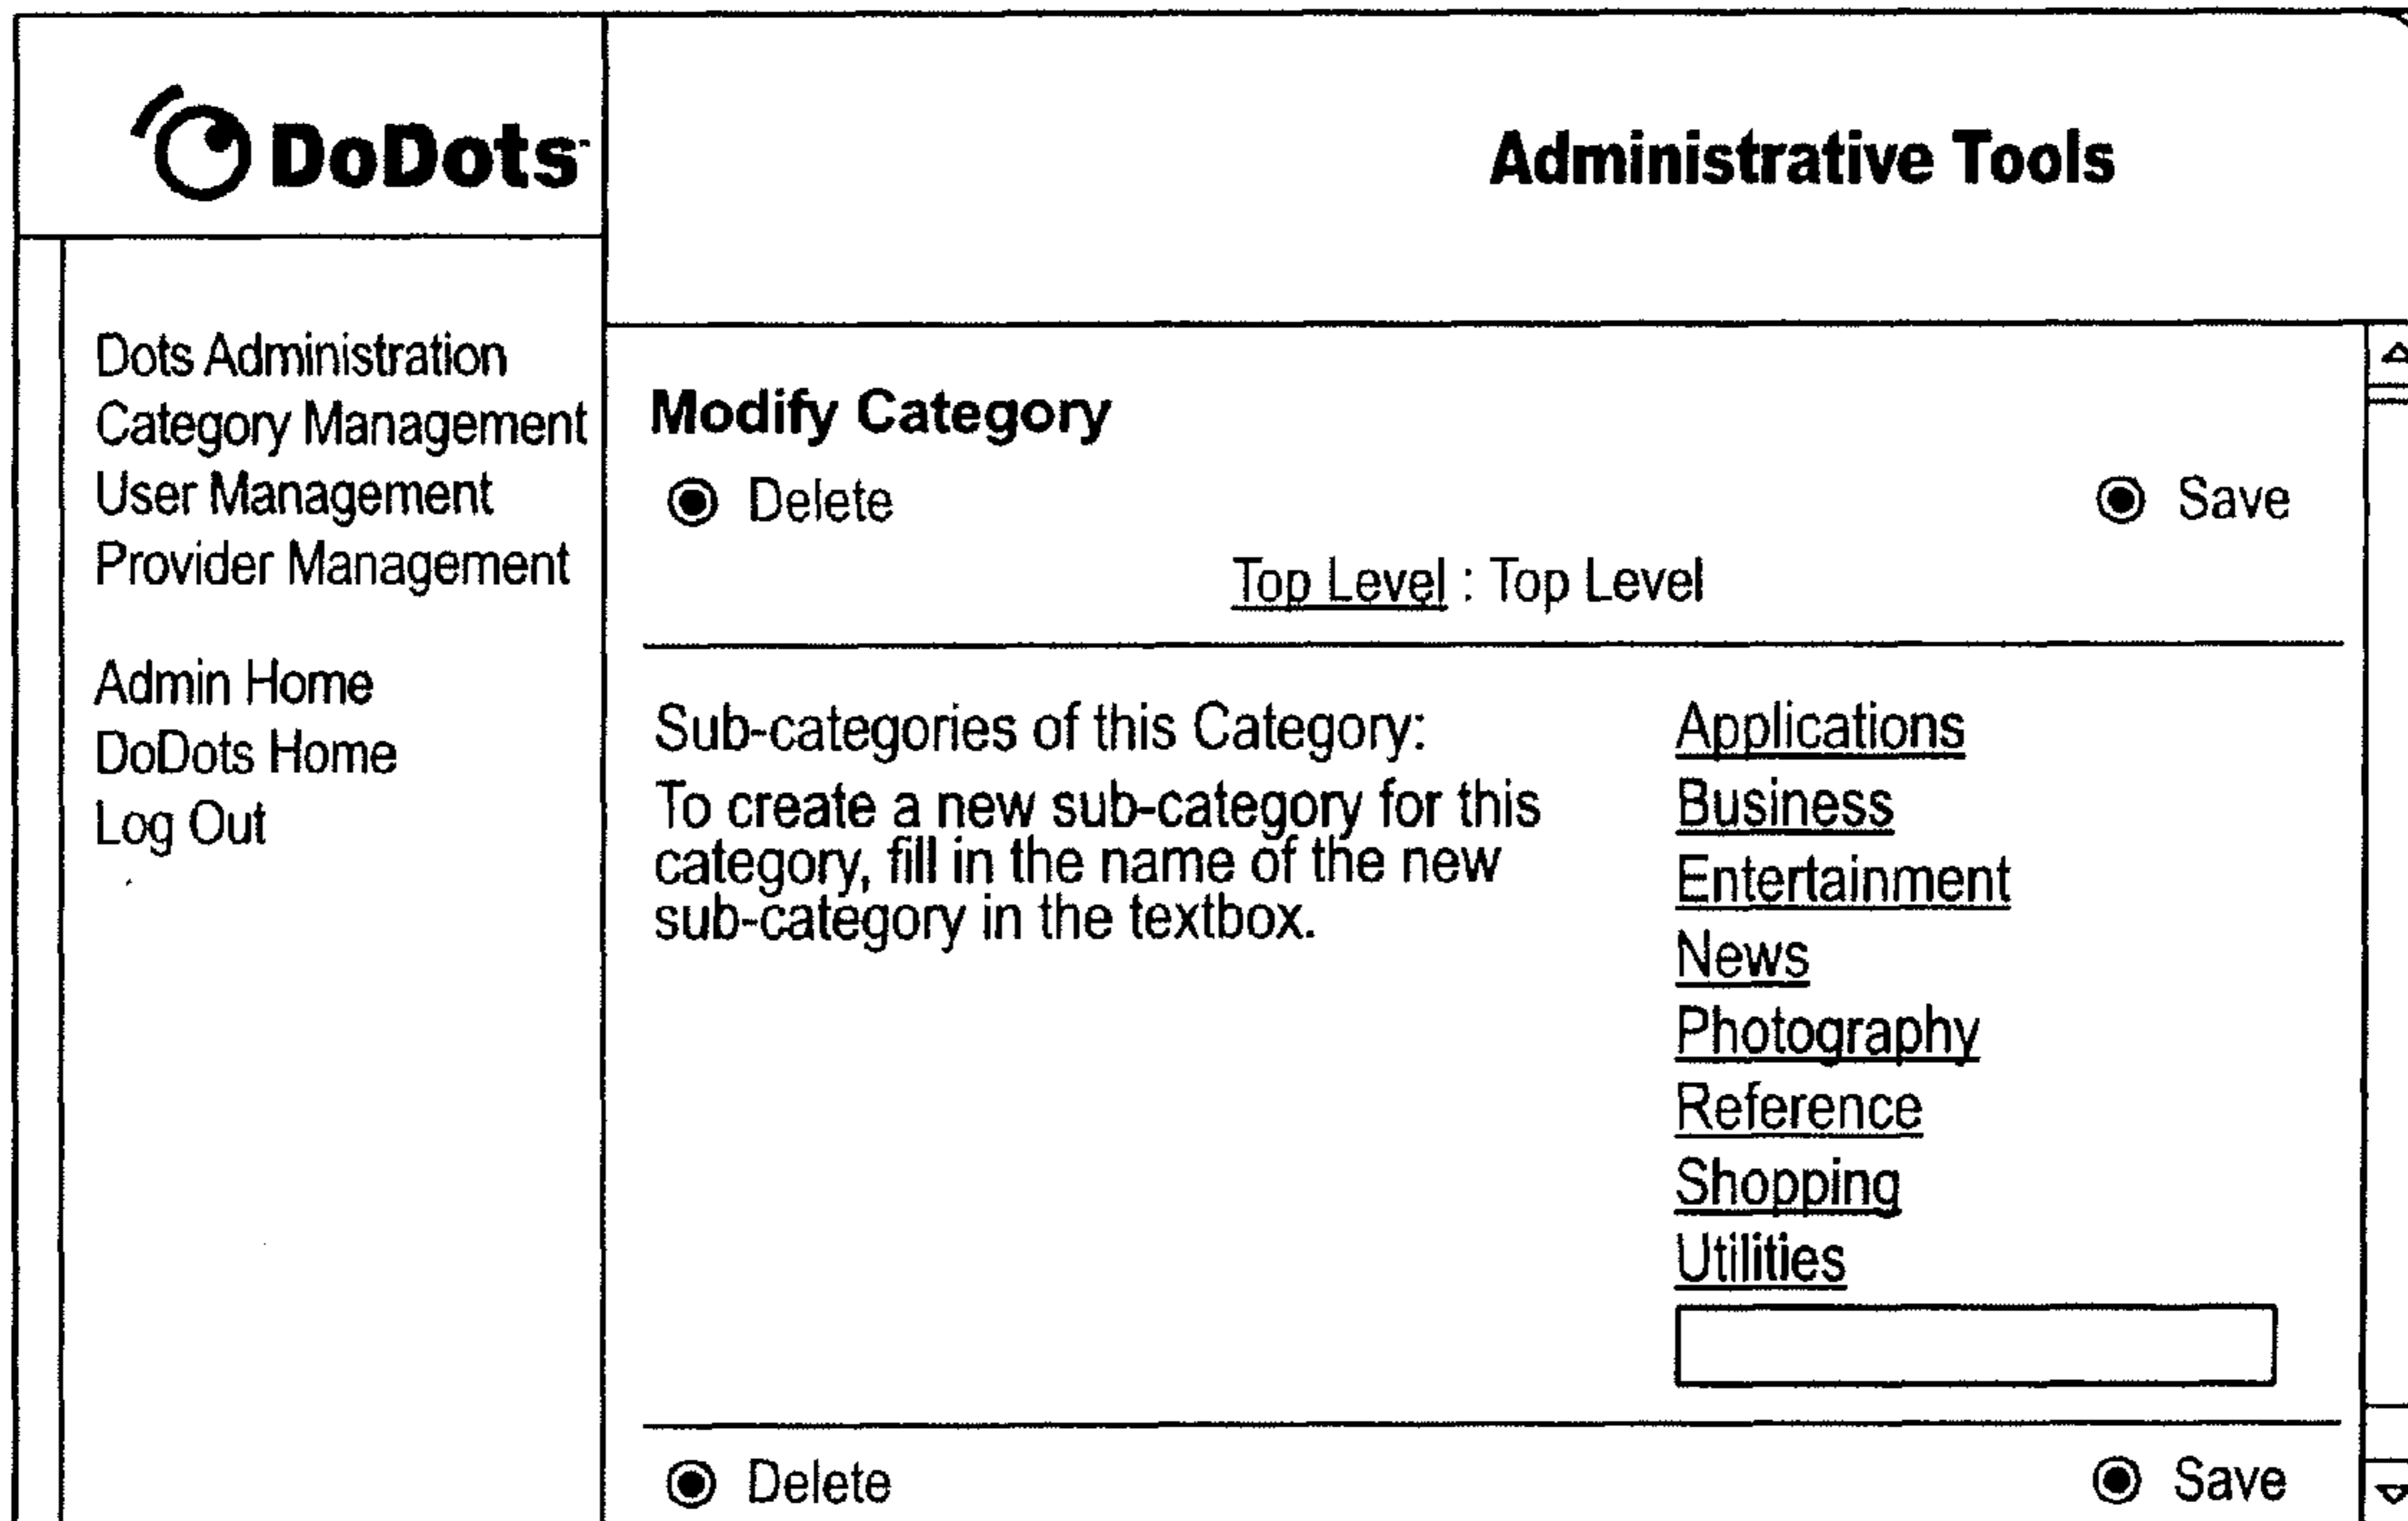 DoDots
Administrative Tools
Dots Administration
Category Management
User Management
Provider Management
Admin Home
DoDots Home
Log Out
Modify Category
Delete
Save
Top Level : Top Level
Sub-categories of this Category:
To create a new sub-category for this
category, fill in the name of the new
sub-category in the textbox.
Applications
Business
Entertainment
News
Photography
Reference
Shopping
Utilities
Delete
Save